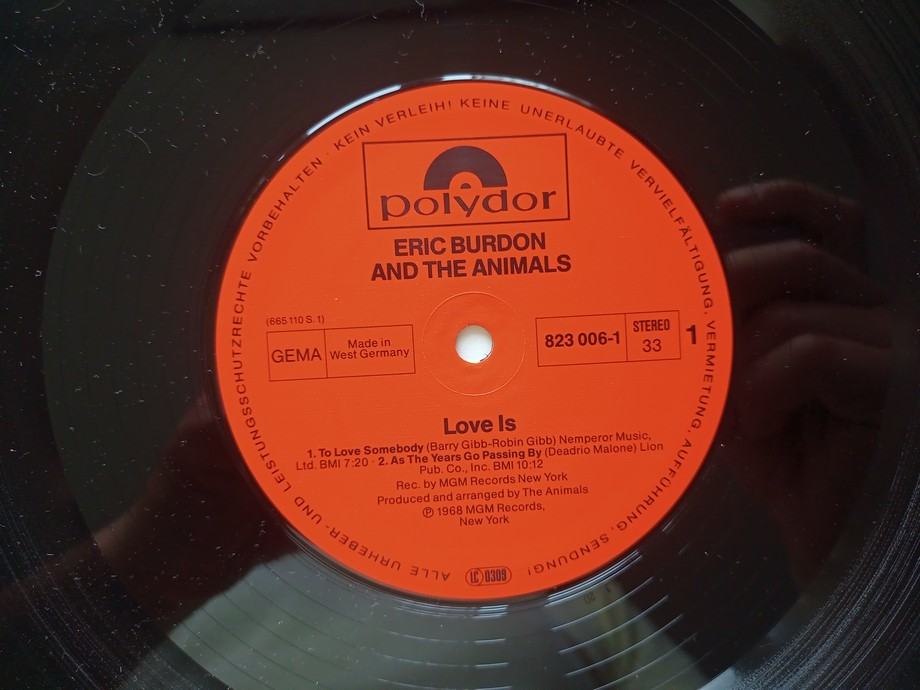 ALLE URHEBER- UND LEISTUNGSSCHUTZRECHTE VORBEHALTEN · KEIN VERLEIH! KEINE UNERLAUBTE VERVIELFÄLTIGUNG, VERMIETUNG, AUFFÜHRUNG, SENDUNG!
polydor
ERIC BURDON
AND THE ANIMALS
(665 110 S. 1)
GEMA
Made in
West Germany
823 006-1
STEREO
33
1
Love Is
1. To Love Somebody (Barry Gibb-Robin Gibb) Nemperor Music,
Ltd. BMI 7:20 · 2. As The Years Go Passing By (Deadrio Malone) Lion
Pub. Co., Inc. BMI 10:12
Rec. by MGM Records New York
Produced and arranged by The Animals
℗ 1968 MGM Records,
New York
LC 0309